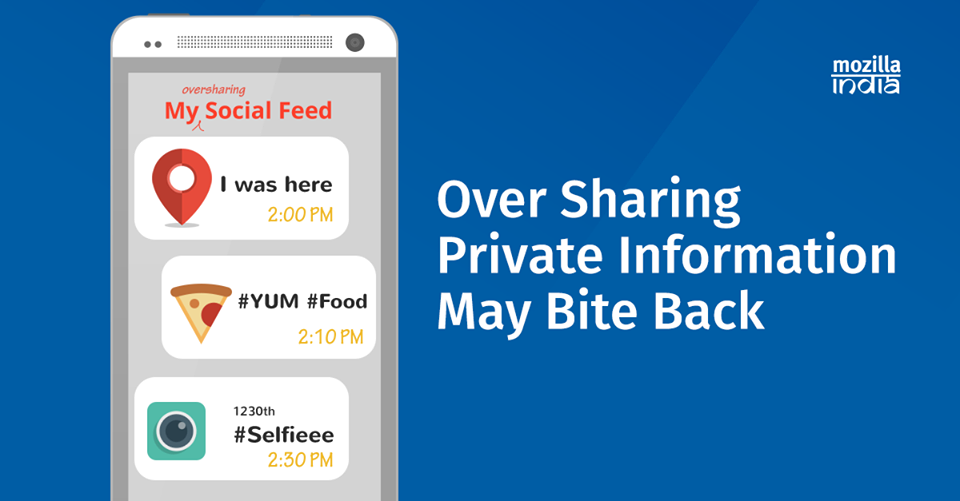 oversharing
My Social Feed
I was here
2:00 PM
#YUM #Food
2:10 PM
1230th
#Selfieee
2:30 PM
mozilla
india
Over Sharing
Private Information
May Bite Back